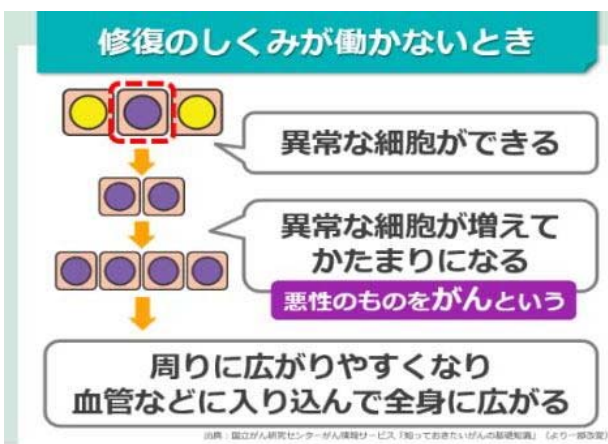 修復のしくみが働かないとき
異常な細胞ができる
異常な細胞が増えて
かたまりになる
悪性のものをがんという
周りに広がりやすくなり
血管などに入り込んで全身に広がる
出典：国立がん研究センターがん情報サービス「知っておきたいがんの基礎知識」（より一部改変）